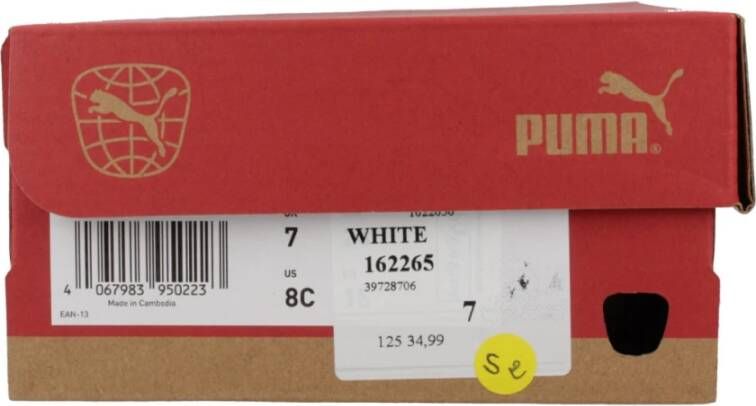 PUMA®
7
US
8C
4 067983 950223
Made in Cambodia
EAN-13
WHITE
162265
39728706
7
125 34,99